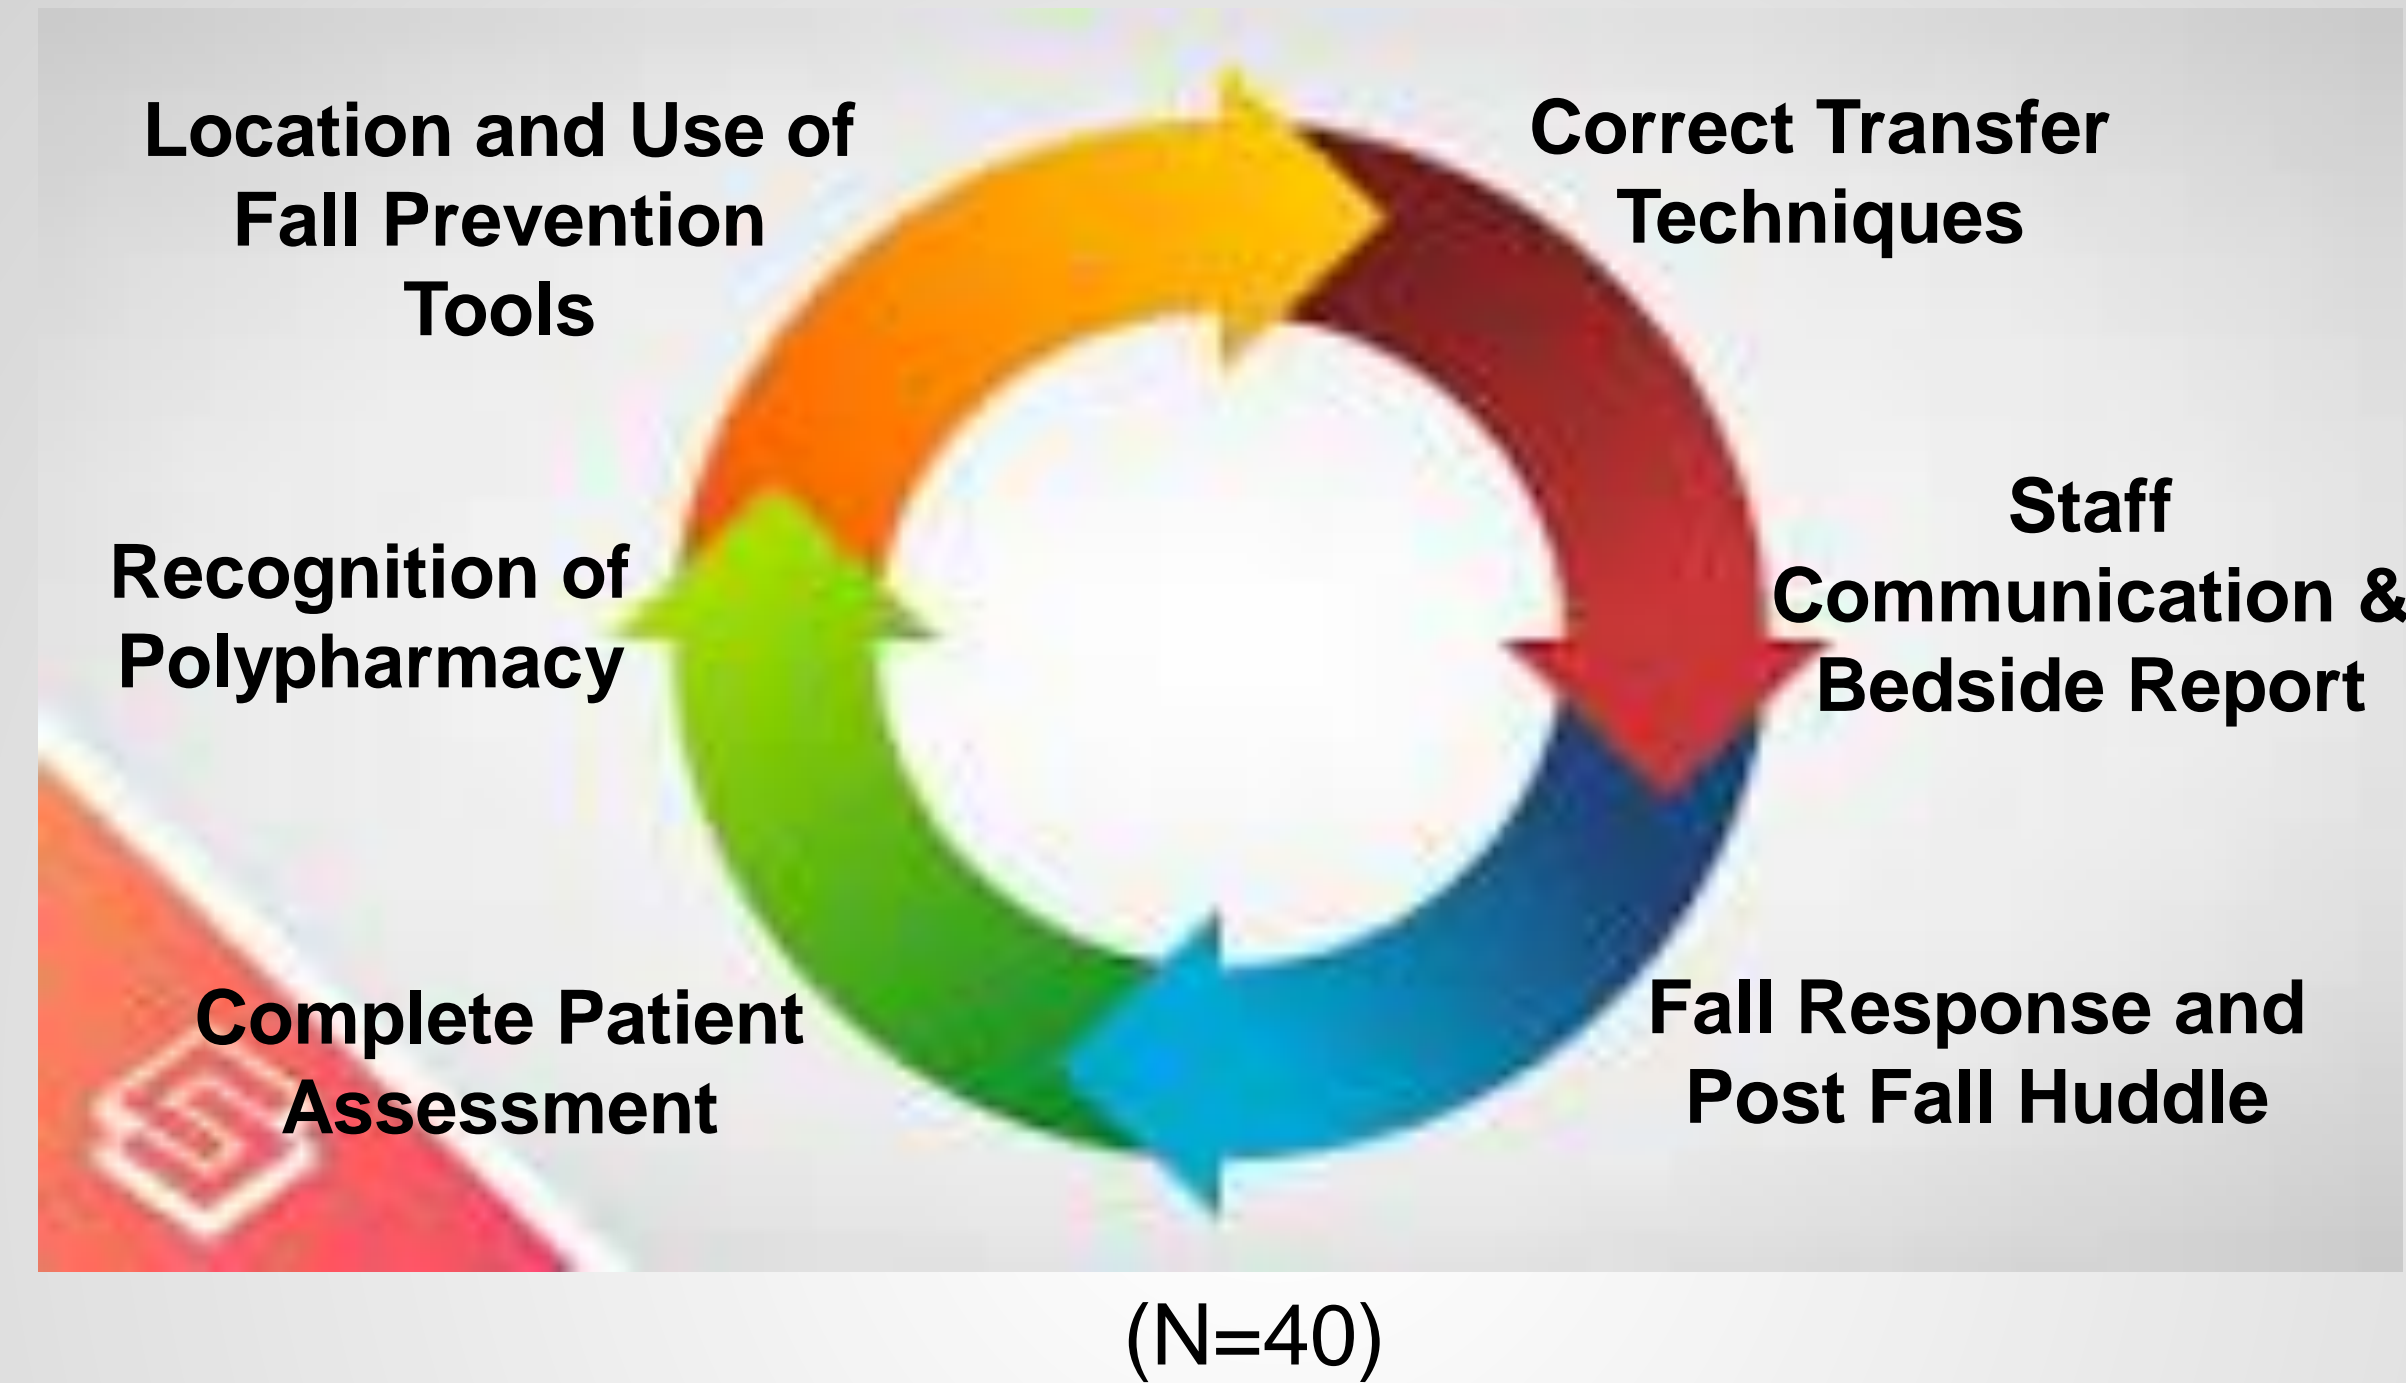 Location and Use of
Fall Prevention
Tools
Correct Transfer
Techniques
Staff
Communication &
Bedside Report
Recognition of
Polypharmacy
Complete Patient
Assessment
Fall Response and
Post Fall Huddle
(N=40)